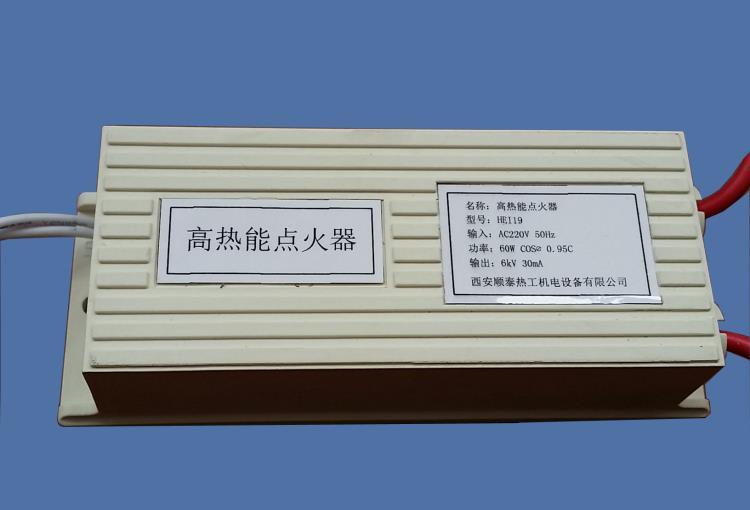 高热能点火器
名称：高热能点火器
型号：HEI19
输入：AC220V 50Hz
功率：60W COS≈ 0.95C
输出：6kV 30mA
西安顺泰热工机电设备有限公司